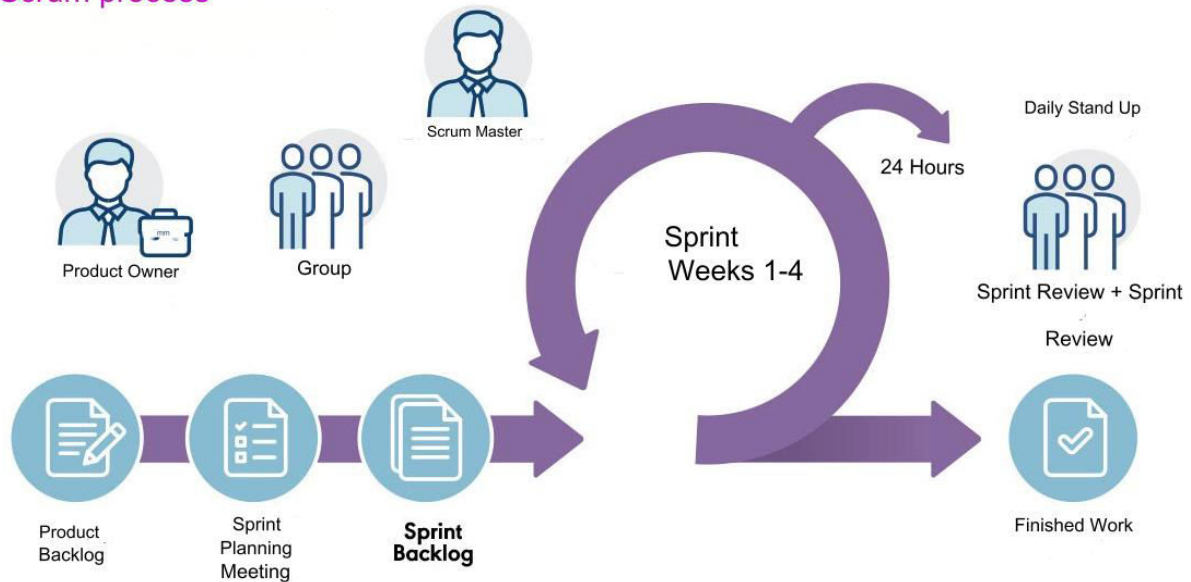 Scrum process
Scrum Master
Daily Stand Up
24 Hours
Product Owner
Group
Sprint
Weeks 1-4
Sprint Review + Sprint
Review
Product
Backlog
Sprint
Planning
Meeting
Sprint
Backlog
Finished Work
mm